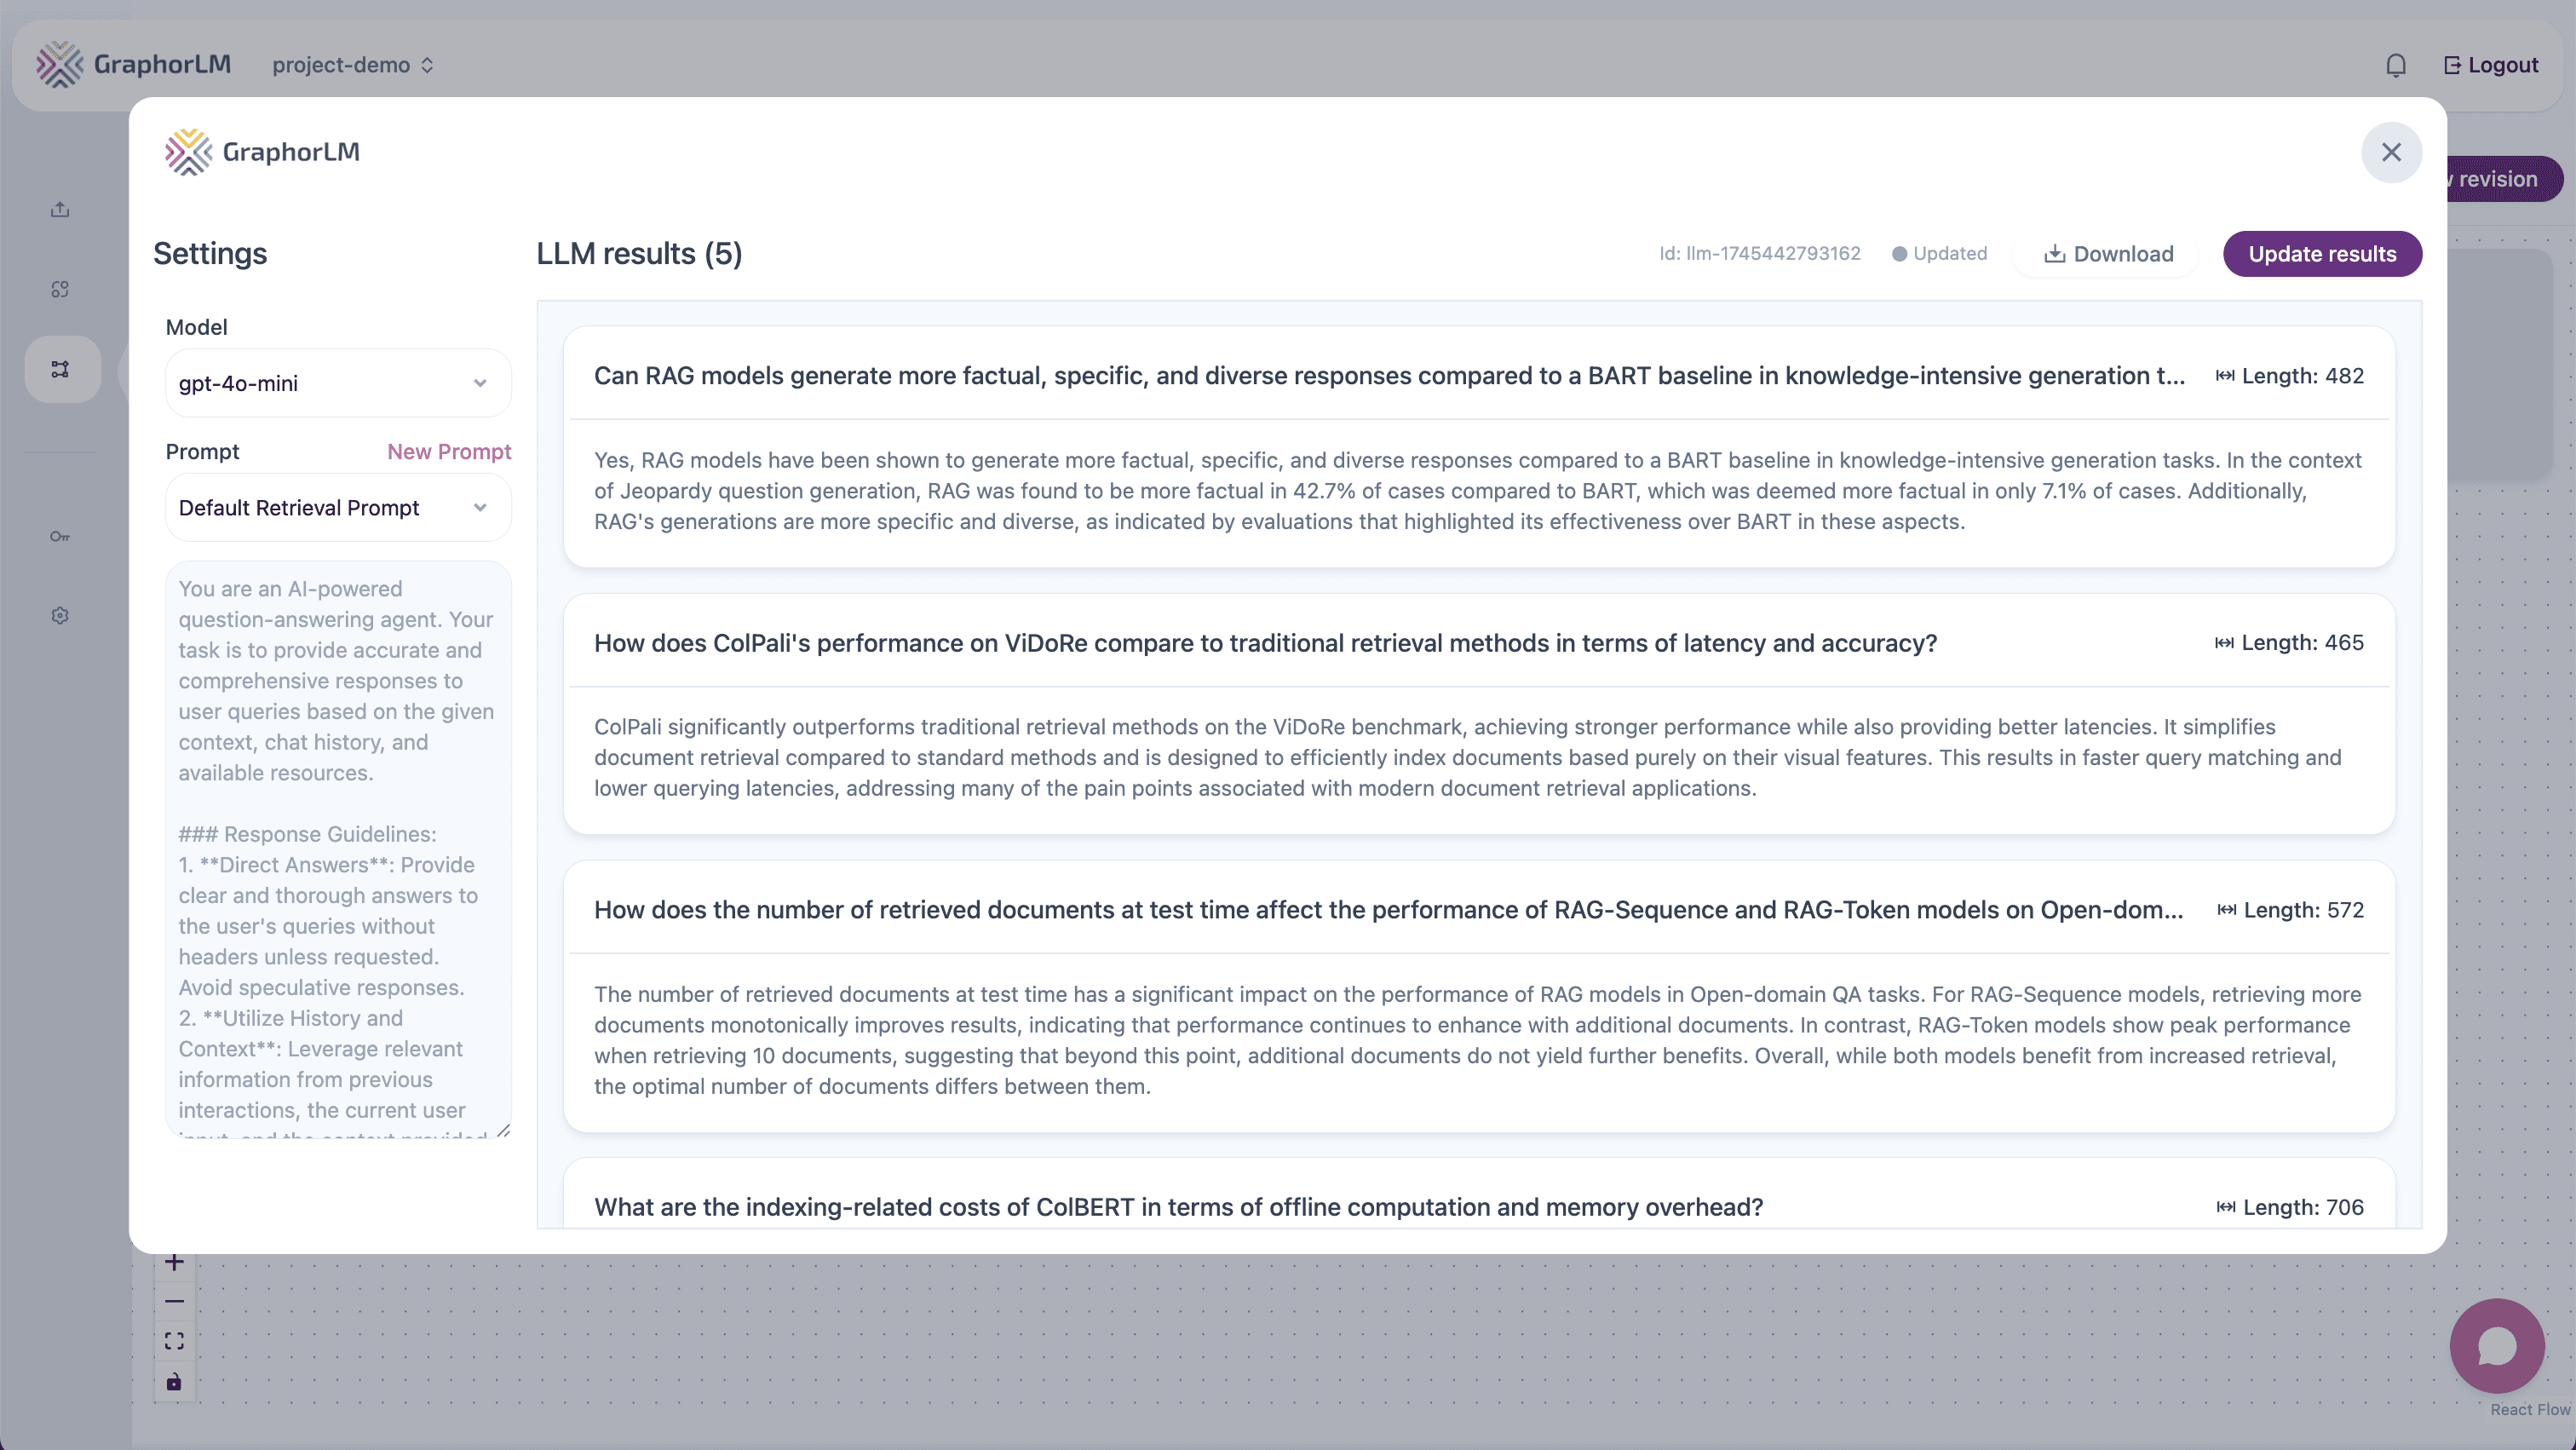 GraphorLM
project-demo
Logout
GraphorLM
revision
Settings
LLM results (5)
Id: llm-1745442793162
Updated
Download
Update results
Model
gpt-4o-mini
Prompt
New Prompt
Default Retrieval Prompt
You are an AI-powered
question-answering agent. Your
task is to provide accurate and
comprehensive responses to
user queries based on the given
context, chat history, and
available resources.
### Response Guidelines:
1. **Direct Answers**: Provide
clear and thorough answers to
the user's queries without
headers unless requested.
Avoid speculative responses.
2. **Utilize History and
Context**: Leverage relevant
information from previous
interactions, the current user
Can RAG models generate more factual, specific, and diverse responses compared to a BART baseline in knowledge-intensive generation t...
Length: 482
Yes, RAG models have been shown to generate more factual, specific, and diverse responses compared to a BART baseline in knowledge-intensive generation tasks. In the context
of Jeopardy question generation, RAG was found to be more factual in 42.7% of cases compared to BART, which was deemed more factual in only 7.1% of cases. Additionally,
RAG's generations are more specific and diverse, as indicated by evaluations that highlighted its effectiveness over BART in these aspects.
How does ColPali's performance on ViDoRe compare to traditional retrieval methods in terms of latency and accuracy?
Length: 465
ColPali significantly outperforms traditional retrieval methods on the ViDoRe benchmark, achieving stronger performance while also providing better latencies. It simplifies
document retrieval compared to standard methods and is designed to efficiently index documents based purely on their visual features. This results in faster query matching and
lower querying latencies, addressing many of the pain points associated with modern document retrieval applications.
How does the number of retrieved documents at test time affect the performance of RAG-Sequence and RAG-Token models on Open-dom...
Length: 572
The number of retrieved documents at test time has a significant impact on the performance of RAG models in Open-domain QA tasks. For RAG-Sequence models, retrieving more
documents monotonically improves results, indicating that performance continues to enhance with additional documents. In contrast, RAG-Token models show peak performance
when retrieving 10 documents, suggesting that beyond this point, additional documents do not yield further benefits. Overall, while both models benefit from increased retrieval,
the optimal number of documents differs between them.
What are the indexing-related costs of ColBERT in terms of offline computation and memory overhead?
Length: 706
React Flow